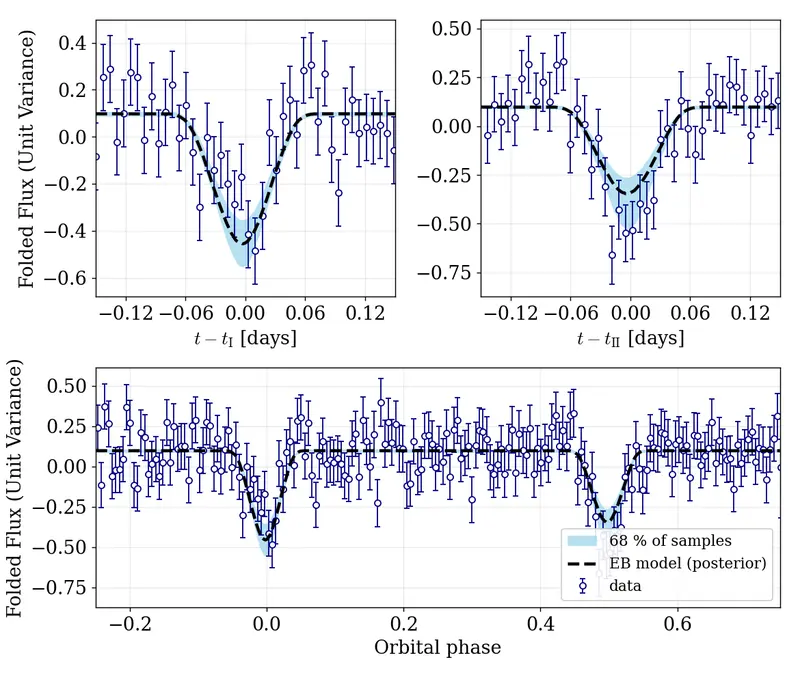 Folded Flux (Unit Variance)
0.4
0.2
0.0
−0.2
−0.4
−0.6
−0.12 −0.06 0.00 0.06 0.12
t − t_I [days]
0.50
0.25
0.00
−0.25
−0.50
−0.75
−0.12 −0.06 0.00 0.06 0.12
t − t_II [days]
Folded Flux (Unit Variance)
0.50
0.25
0.00
−0.25
−0.50
−0.75
68 % of samples
EB model (posterior)
data
−0.2 0.0 0.2 0.4 0.6
Orbital phase